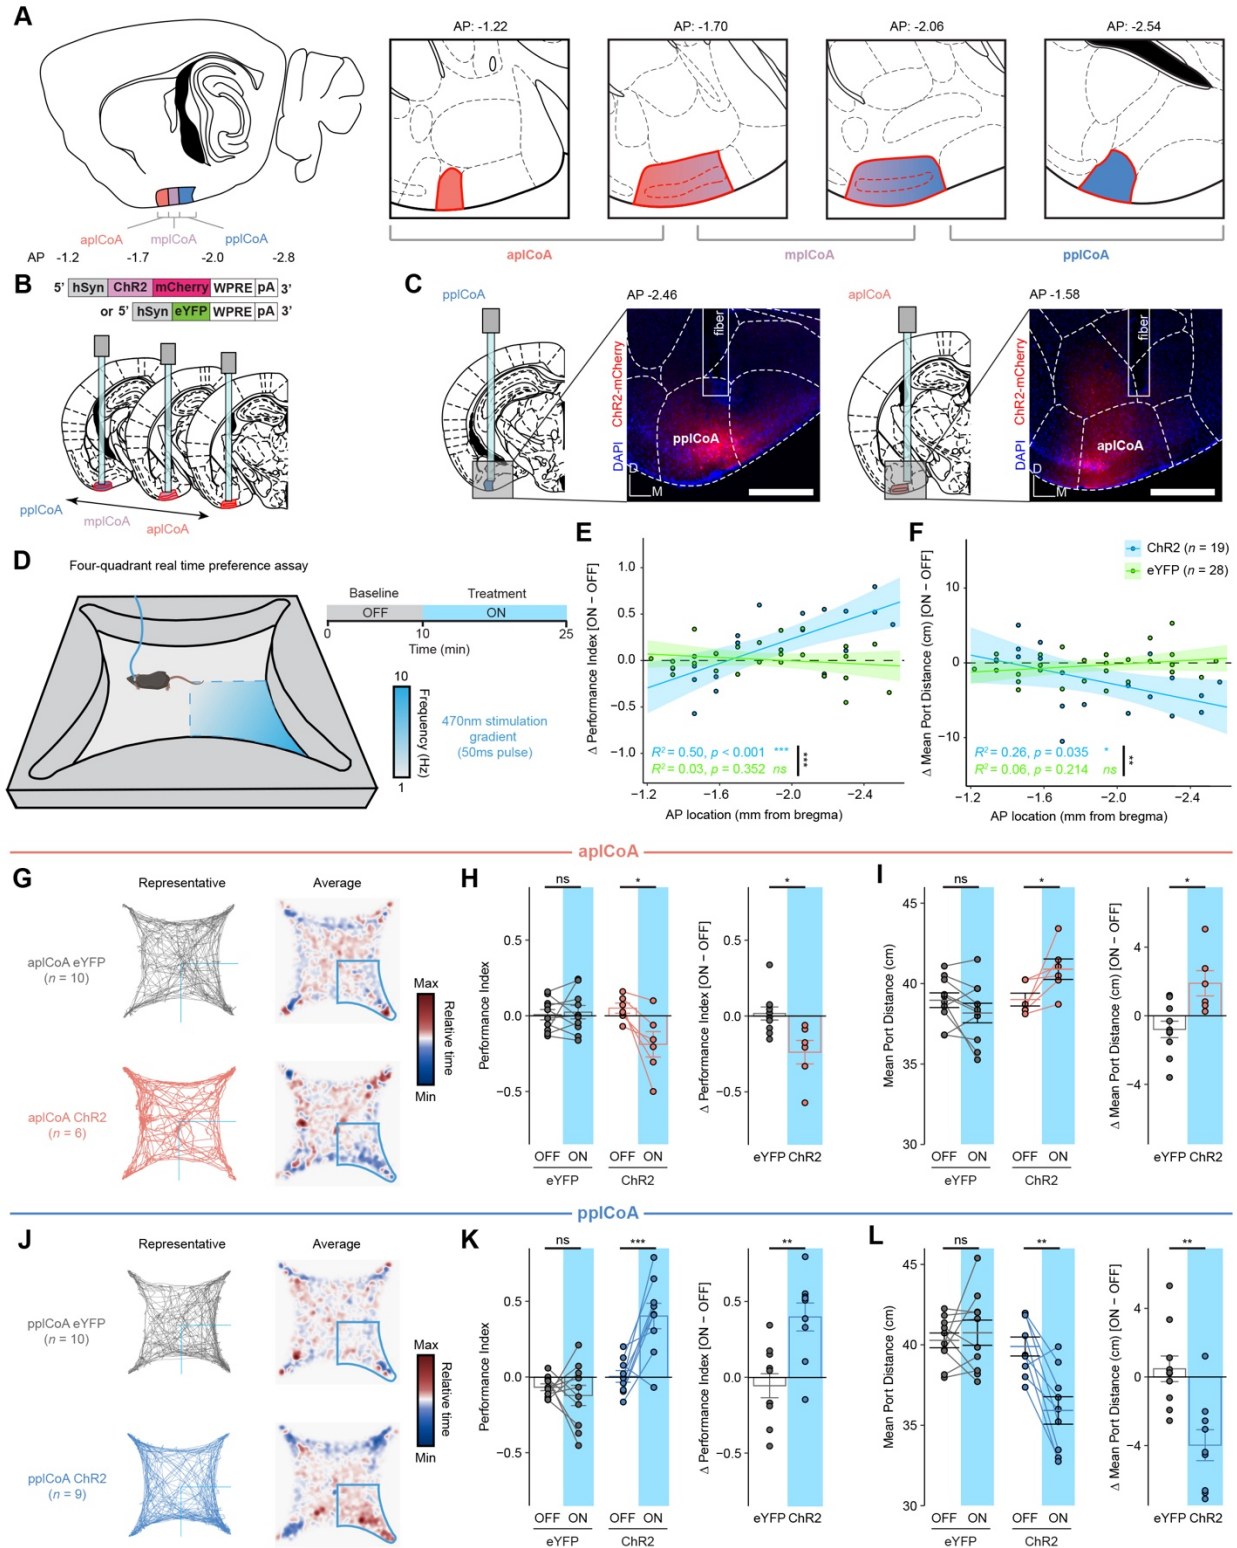 A
AP: -1.22
AP: -1.70
AP: -2.06
AP: -2.54
aplCoA
mplCoA
pplCoA
AP -1.2 -1.7 -2.0 -2.8
aplCoA
mplCoA
pplCoA
B
5' hSyn ChR2 mCherry WPRE pA 3'
or 5' hSyn eYFP WPRE pA 3'
pplCoA
mplCoA
aplCoA
C
pplCoA
AP -2.46
DAPI ChR2-mCherry
fiber
pplCoA
D
M
aplCoA
AP -1.58
DAPI ChR2-mCherry
fiber
aplCoA
D
M
D
Four-quadrant real time preference assay
Baseline Treatment
OFF ON
0 10 25
Time (min)
10
Frequency (Hz)
1
470nm stimulation
gradient
(50ms pulse)
E
Δ Performance Index [ON − OFF]
1.0
0.5
0.0
−0.5
−1.0
R² = 0.50, p < 0.001 ***
R² = 0.03, p = 0.352 ns
***
−1.2 −1.6 −2.0 −2.4
AP location (mm from bregma)
F
Δ Mean Port Distance (cm) [ON − OFF]
ChR2 (n = 19)
eYFP (n = 28)
10
0
−10
R² = 0.26, p = 0.035 *
R² = 0.06, p = 0.214 ns
**
−1.2 −1.6 −2.0 −2.4
AP location (mm from bregma)
aplCoA
G
Representative Average
aplCoA eYFP
(n = 10)
aplCoA ChR2
(n = 6)
Max
Relative time
Min
H
Performance Index
ns *
0.5
0.0
−0.5
OFF ON OFF ON
eYFP ChR2
Δ Performance Index [ON − OFF]
*
0.5
0.0
−0.5
eYFP ChR2
I
Mean Port Distance (cm)
ns *
45
40
35
30
OFF ON OFF ON
eYFP ChR2
Δ Mean Port Distance (cm) [ON − OFF]
*
4
0
−4
eYFP ChR2
pplCoA
J
Representative Average
pplCoA eYFP
(n = 10)
pplCoA ChR2
(n = 9)
Max
Relative time
Min
K
Performance Index
ns ***
0.5
0.0
−0.5
OFF ON OFF ON
eYFP ChR2
Δ Performance Index [ON − OFF]
**
0.5
0.0
−0.5
eYFP ChR2
L
Mean Port Distance (cm)
ns **
45
40
35
30
OFF ON OFF ON
eYFP ChR2
Δ Mean Port Distance (cm) [ON − OFF]
**
4
0
−4
eYFP ChR2